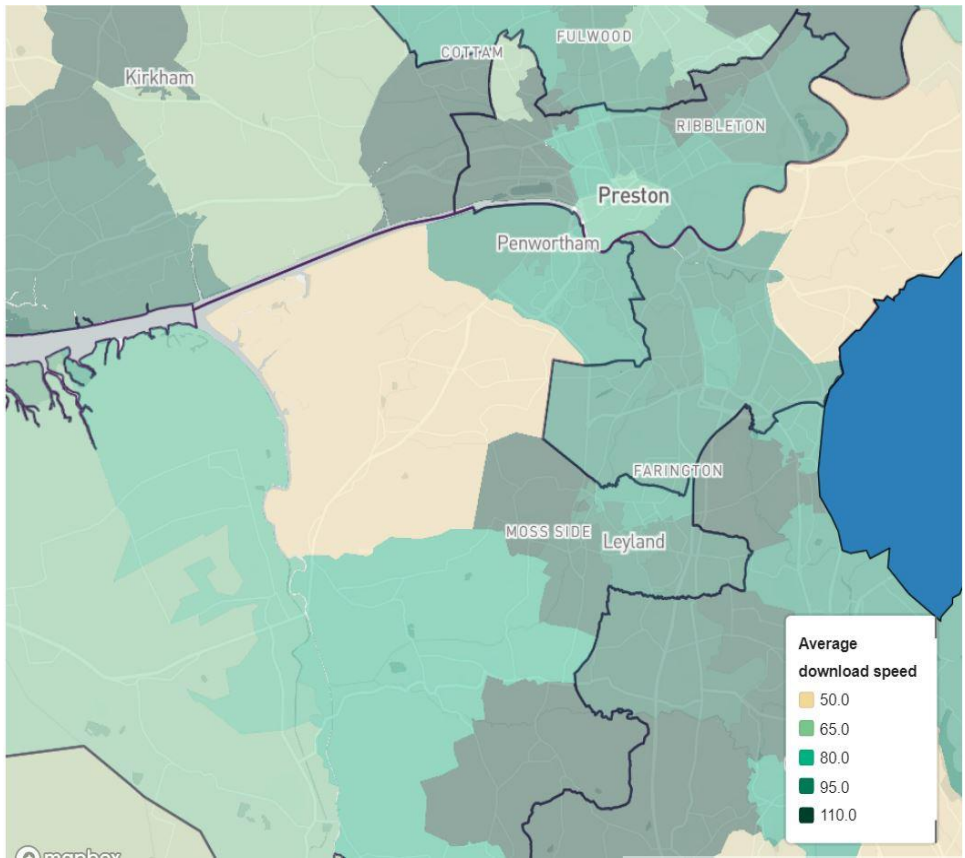 FULWOOD
COTTAM
Kirkham
RIBBLETON
Preston
Penwortham
FARINGTON
MOSS SIDE
Leyland
Average
download speed
50.0
65.0
80.0
95.0
110.0
mapbox